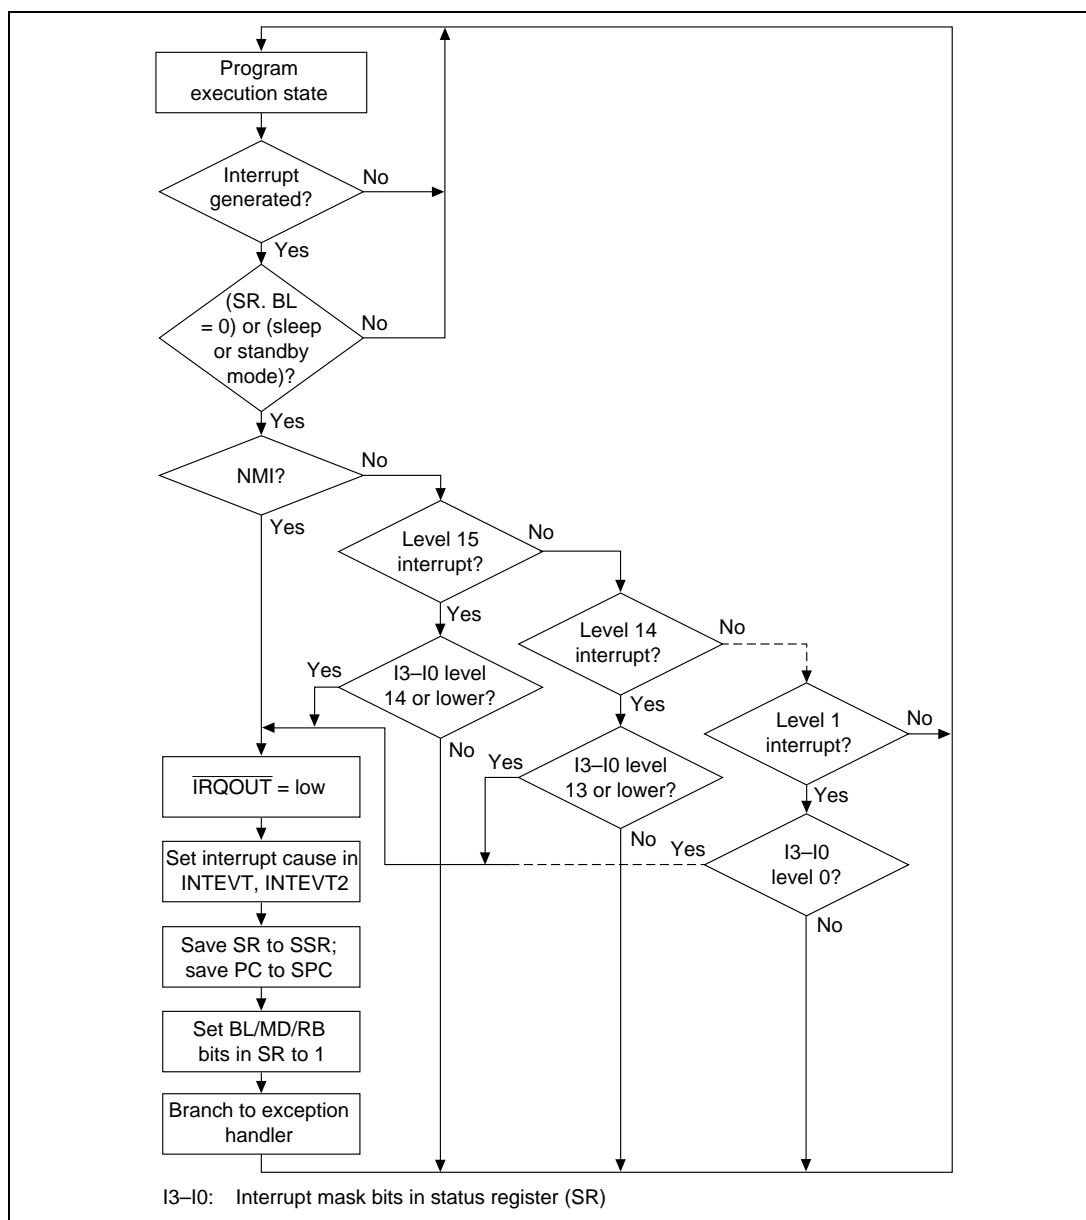 Program
execution state
Interrupt
generated?
No
Yes
(SR. BL
= 0) or (sleep
or standby
mode)?
No
Yes
NMI?
No
Yes
Level 15
interrupt?
No
Yes
Level 14
interrupt?
No
Yes
I3–I0 level
14 or lower?
Yes
No
Level 1
interrupt?
No
Yes
I3–I0 level
13 or lower?
Yes
No
I3–I0
level 0?
Yes
No
IRQOUT = low
Set interrupt cause in
INTEVT, INTEVT2
Save SR to SSR;
save PC to SPC
Set BL/MD/RB
bits in SR to 1
Branch to exception
handler
I3–I0: Interrupt mask bits in status register (SR)